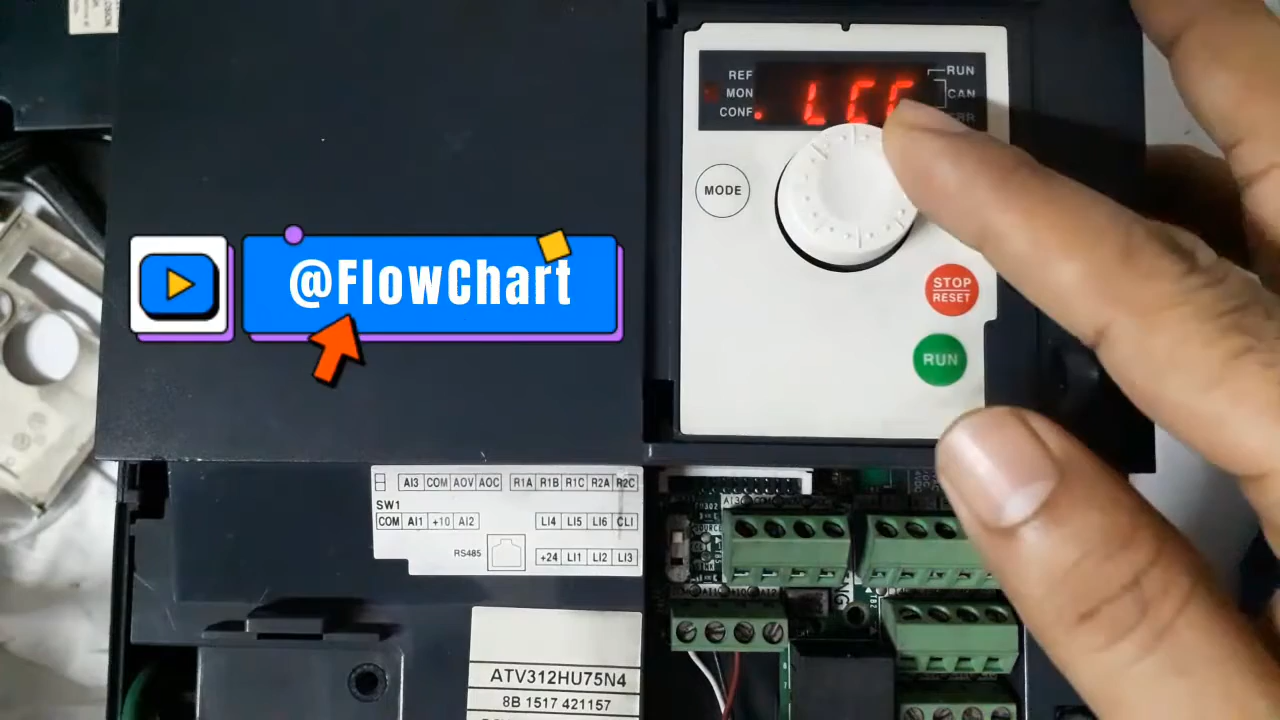 REF
MON
CONF
LCC
RUN
CAN
ERR
MODE
STOP
RESET
RUN
@FlowChart
AI3 COM AOV AOC R1A R1B R1C R2A R2C
SW1
COM AI1 +10 AI2 LI4 LI5 LI6 CLI
RS485 +24 LI1 LI2 LI3
ATV312HU75N4
8B 1517 421157